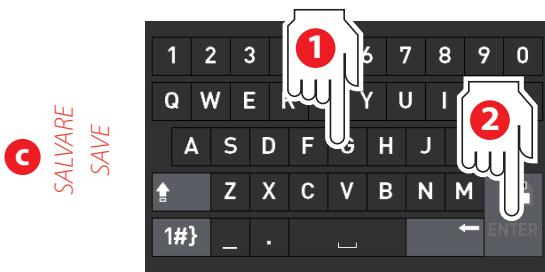 C
SALVARE
SAVE
1
2
1 2 3 6 7 8 9 0
Q W E R Y U I
A S D F G H J
Z X C V B N M
1#} _ . ENTER